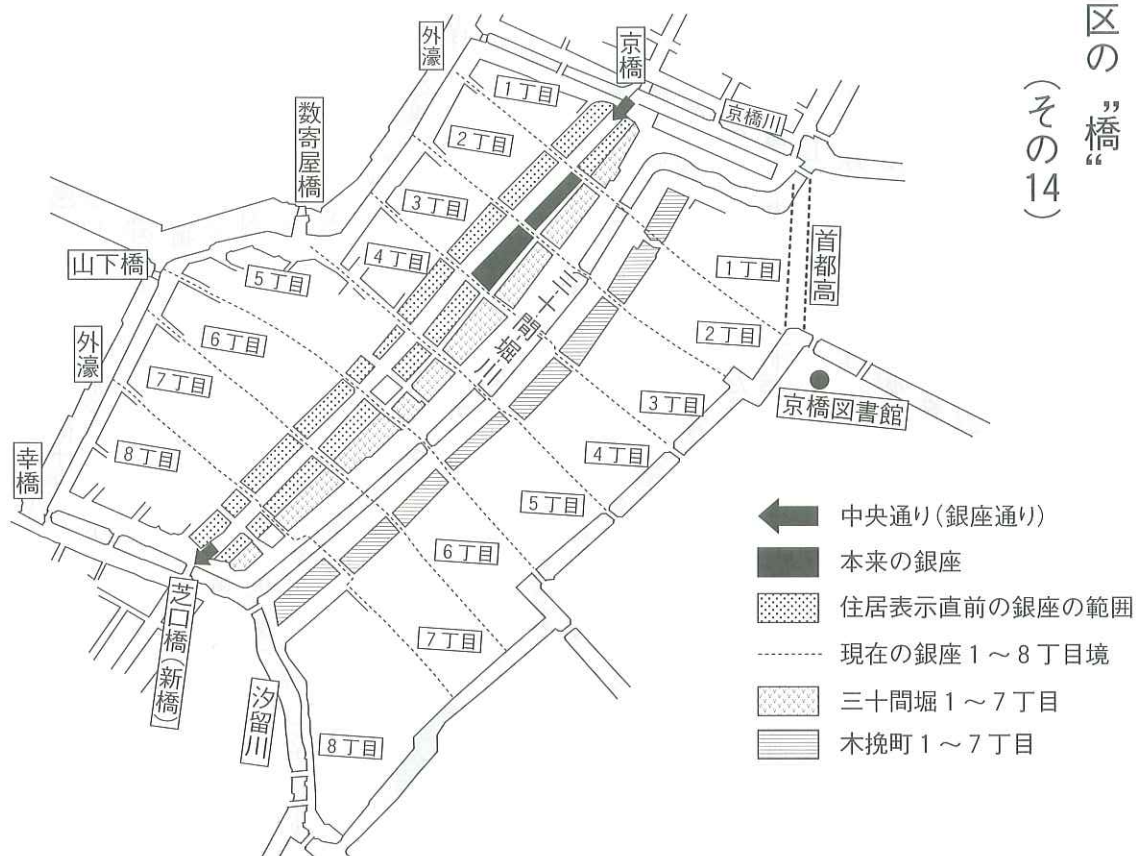 区の〝橋〟
（その14）
京橋
外濠
1丁目
京橋川
2丁目
数寄屋橋
3丁目
首都高
4丁目
1丁目
山下橋
5丁目
三十間堀川
2丁目
外濠
6丁目
7丁目
3丁目
京橋図書館
8丁目
4丁目
幸橋
5丁目
6丁目
芝口橋（新橋）
7丁目
汐留川
8丁目
中央通り（銀座通り）
本来の銀座
住居表示直前の銀座の範囲
現在の銀座1～8丁目境
三十間堀1～7丁目
木挽町1～7丁目